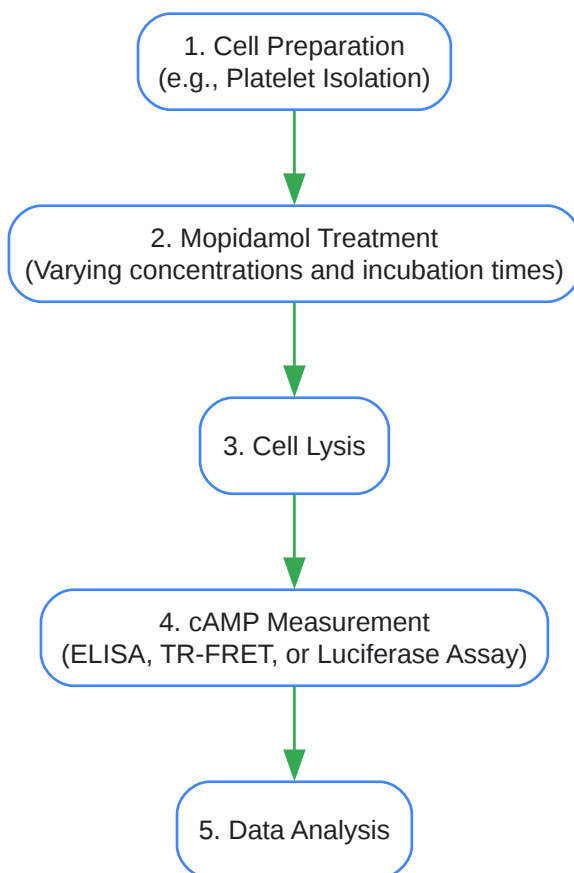 1. Cell Preparation
(e.g., Platelet Isolation)
2. Mopidamol Treatment
(Varying concentrations and incubation times)
3. Cell Lysis
4. cAMP Measurement
(ELISA, TR-FRET, or Luciferase Assay)
5. Data Analysis